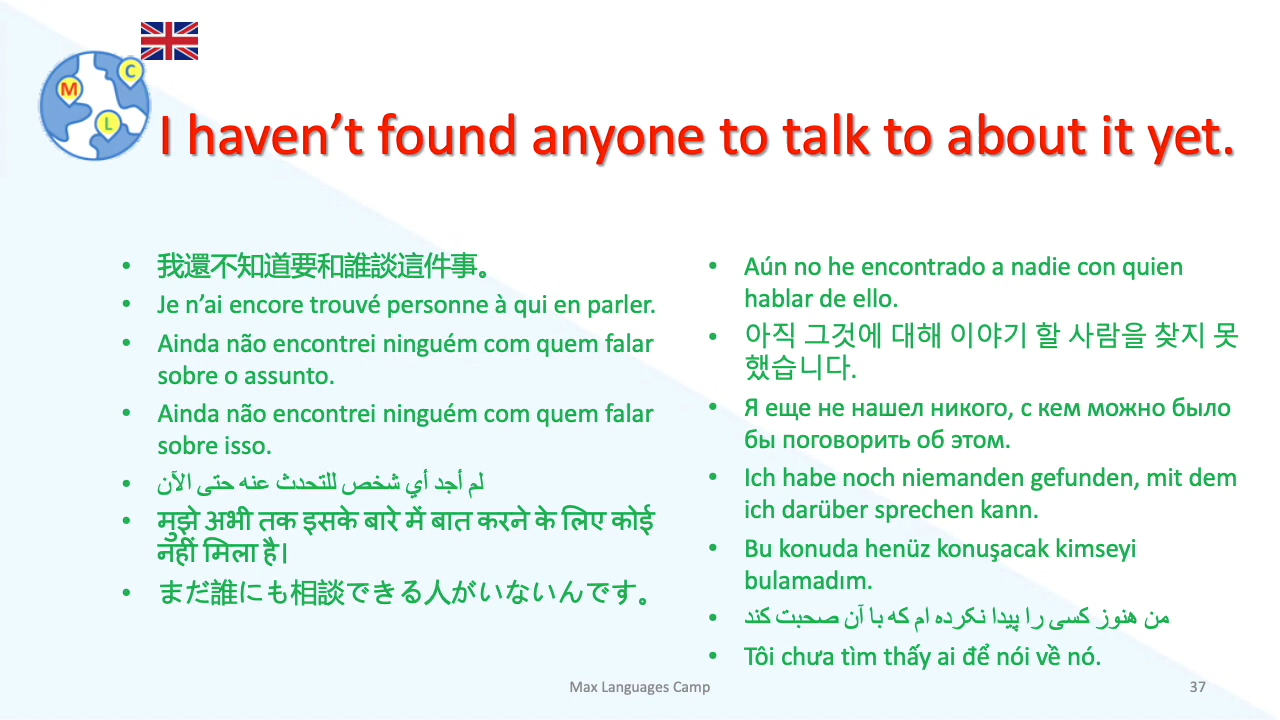 M
C
L
I haven’t found anyone to talk to about it yet.
• 我還不知道要和誰談這件事。
• Je n’ai encore trouvé personne à qui en parler.
• Ainda não encontrei ninguém com quem falar
sobre o assunto.
• Ainda não encontrei ninguém com quem falar
sobre isso.
• لم أجد أي شخص للتحدث عنه حتى الآن
• मुझे अभी तक इसके बारे में बात करने के लिए कोई
नहीं मिला है।
• まだ誰にも相談できる人がいないんです。
• Aún no he encontrado a nadie con quien
hablar de ello.
• 아직 그것에 대해 이야기 할 사람을 찾지 못
했습니다.
• Я еще не нашел никого, с кем можно было
бы поговорить об этом.
• Ich habe noch niemanden gefunden, mit dem
ich darüber sprechen kann.
• Bu konuda henüz konuşacak kimseyi
bulamadım.
• من هنوز کسی را پیدا نکرده ام که با آن صحبت کند
• Tôi chưa tìm thấy ai để nói về nó.
Max Languages Camp
37